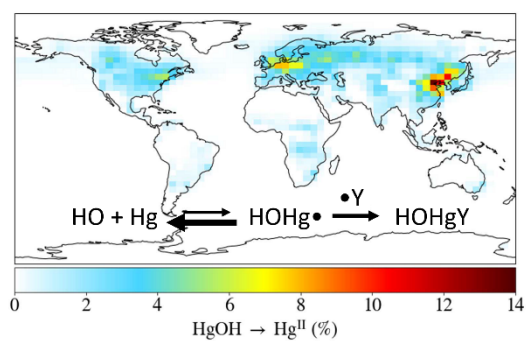 •Y
HO + Hg HOHg• HOHgY
0 2 4 6 8 10 12 14
HgOH → Hg^II (%)